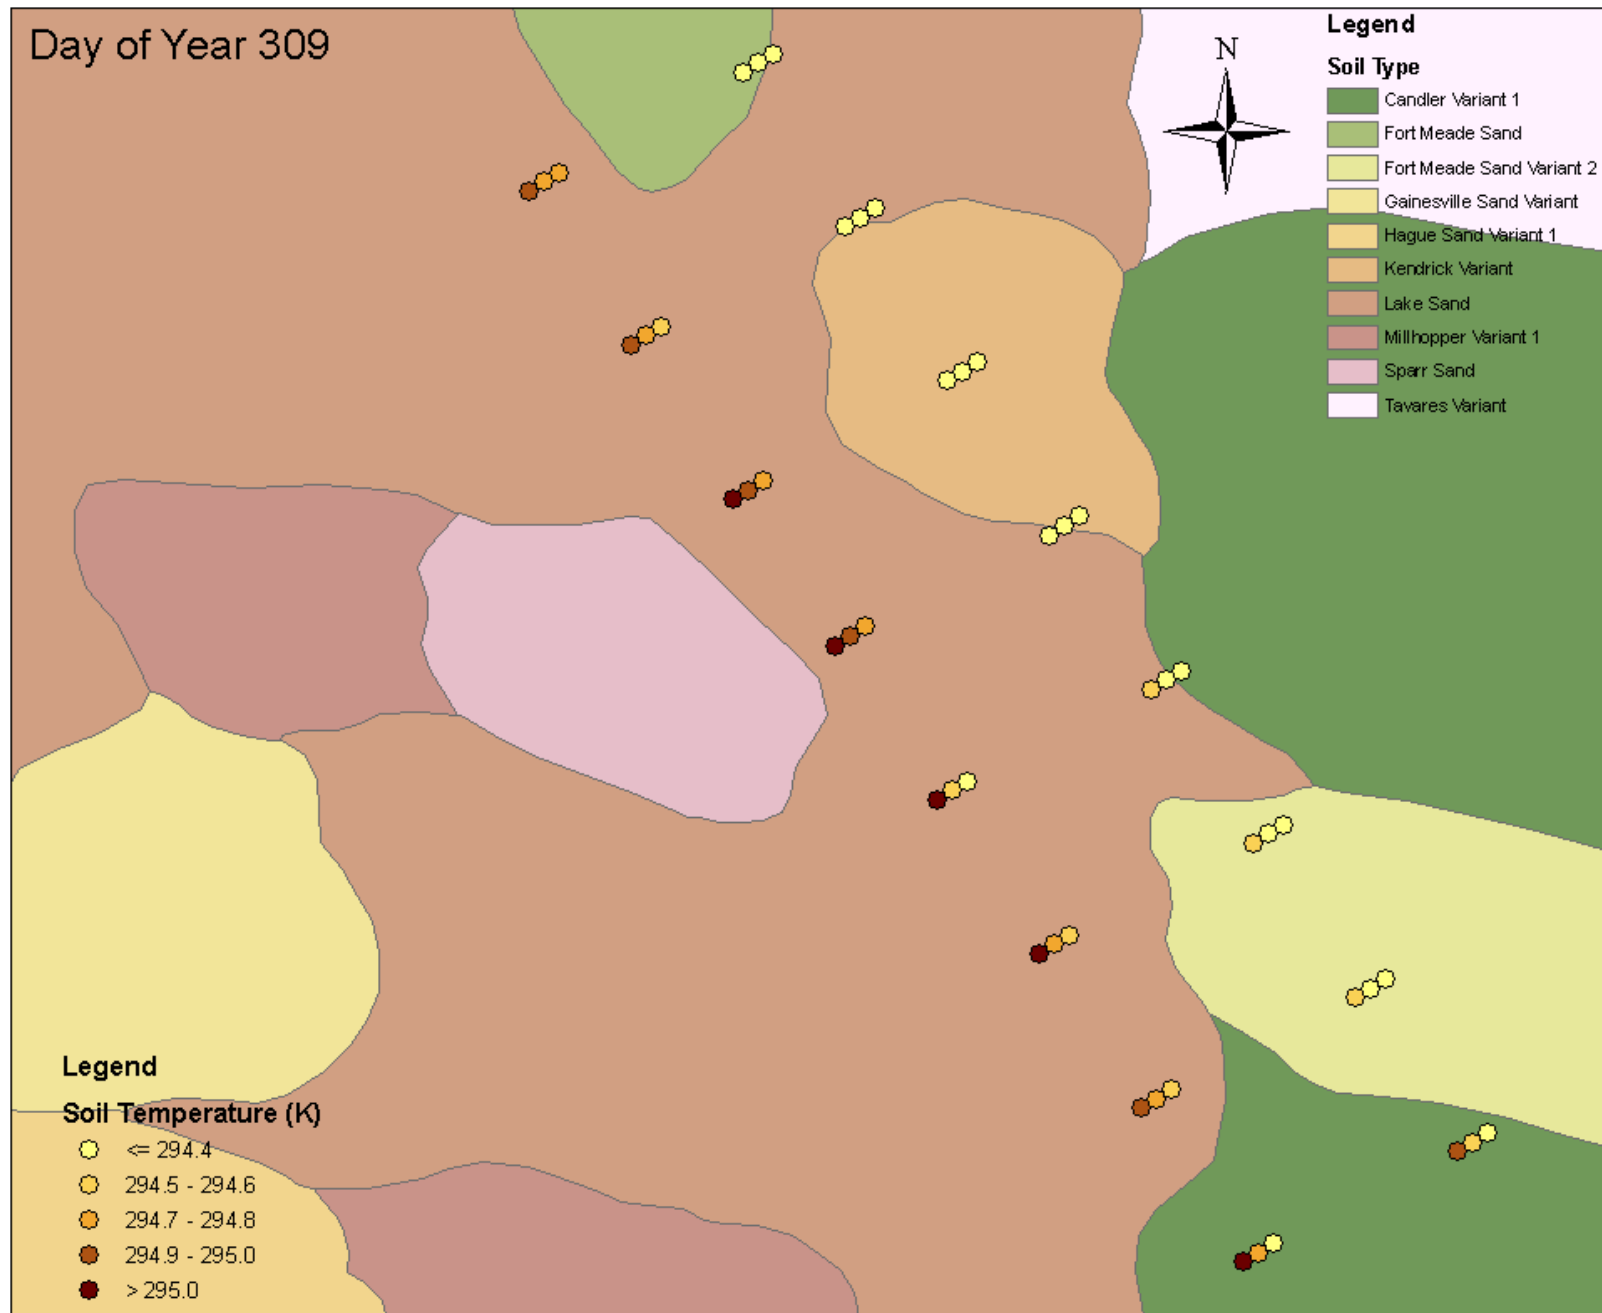 Day of Year 309
N
Legend
Soil Type
Candler Variant 1
Fort Meade Sand
Fort Meade Sand Variant 2
Gainesville Sand Variant
Hague Sand Variant 1
Kendrick Variant
Lake Sand
Millhopper Variant 1
Sparr Sand
Tavares Variant
Legend
Soil Temperature (K)
<= 294.4
294.5 - 294.6
294.7 - 294.8
294.9 - 295.0
> 295.0